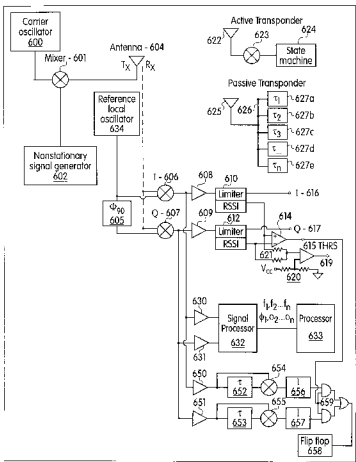 Carrier
oscillator
600
Mixer-601
Antenna-604
TX
RX
Reference
local
oscillator
634
Nonstationary
signal generator
602
Φ90
605
Active Transponder
622
623
624
State
machine
Passive Transponder
625
626
τ1
627a
τ2
627b
τ3
627c
τ
627d
τn
627e
I - 606
608
610
Limiter
RSSI
I - 616
Q - 607
609
612
Limiter
RSSI
614
Q - 617
615 THRS
621
619
VCC
620
630
631
Signal
Processor
632
f1,f2...fn
ϕ1,o2...on
Processor
633
650
τ
652
654
1
656
651
τ
653
655
1
657
659
Flip flop
658